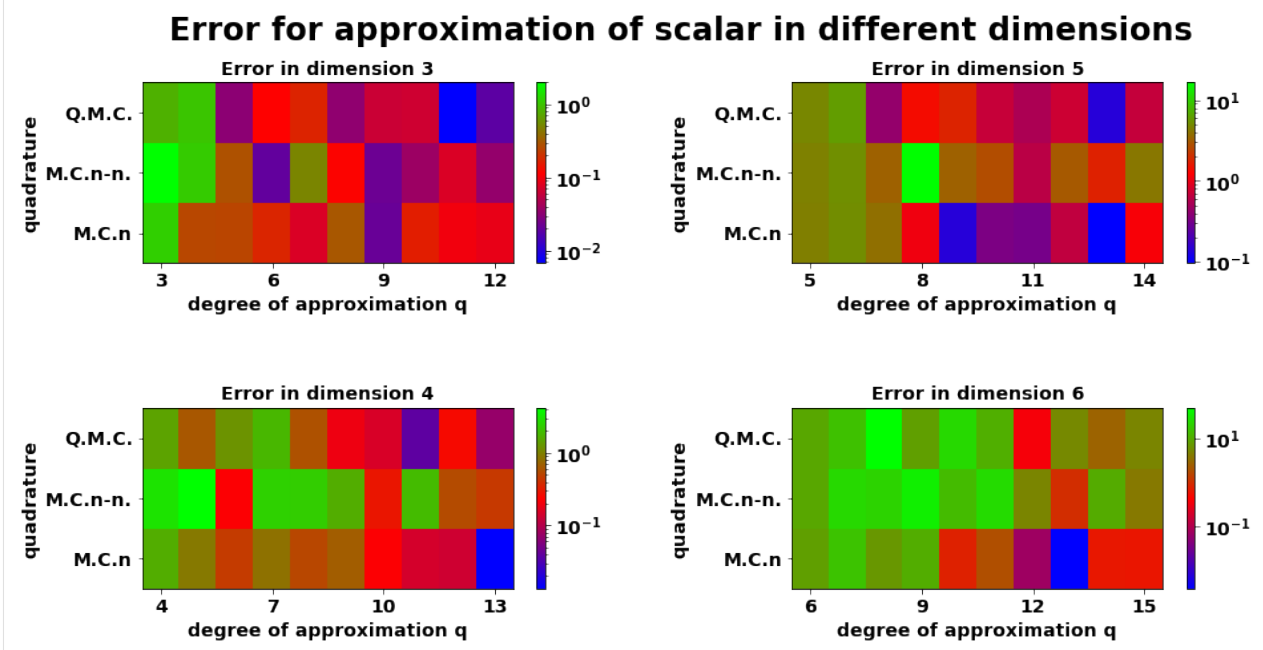 Error for approximation of scalar in different dimensions
Error in dimension 3
quadrature
Q.M.C.
M.C.n-n.
M.C.n
3 6 9 12
degree of approximation q
10^0
10^-1
10^-2
Error in dimension 5
quadrature
Q.M.C.
M.C.n-n.
M.C.n
5 8 11 14
degree of approximation q
10^1
10^0
10^-1
Error in dimension 4
quadrature
Q.M.C.
M.C.n-n.
M.C.n
4 7 10 13
degree of approximation q
10^0
10^-1
Error in dimension 6
quadrature
Q.M.C.
M.C.n-n.
M.C.n
6 9 12 15
degree of approximation q
10^1
10^-1